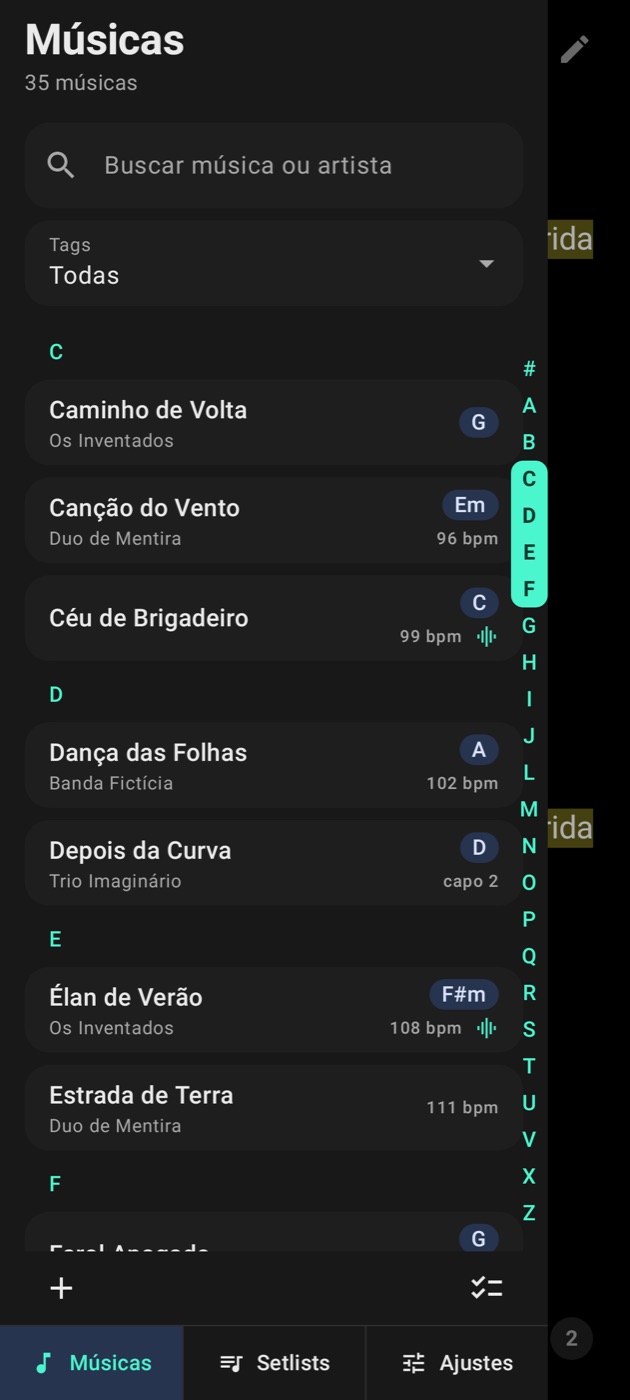 Músicas
35 músicas
Buscar música ou artista
Tags
Todas
C
Caminho de Volta
G
Os Inventados
Canção do Vento
Em
Duo de Mentira
96 bpm
Céu de Brigadeiro
C
99 bpm
D
Dança das Folhas
A
Banda Fictícia
102 bpm
Depois da Curva
D
Trio Imaginário
capo 2
E
Élan de Verão
F#m
Os Inventados
108 bpm
Estrada de Terra
111 bpm
Duo de Mentira
F
G
#
A
B
C
D
E
F
G
H
I
J
L
M
N
O
P
Q
R
S
T
U
V
X
Z
rida
rida
2
Músicas
Setlists
Ajustes